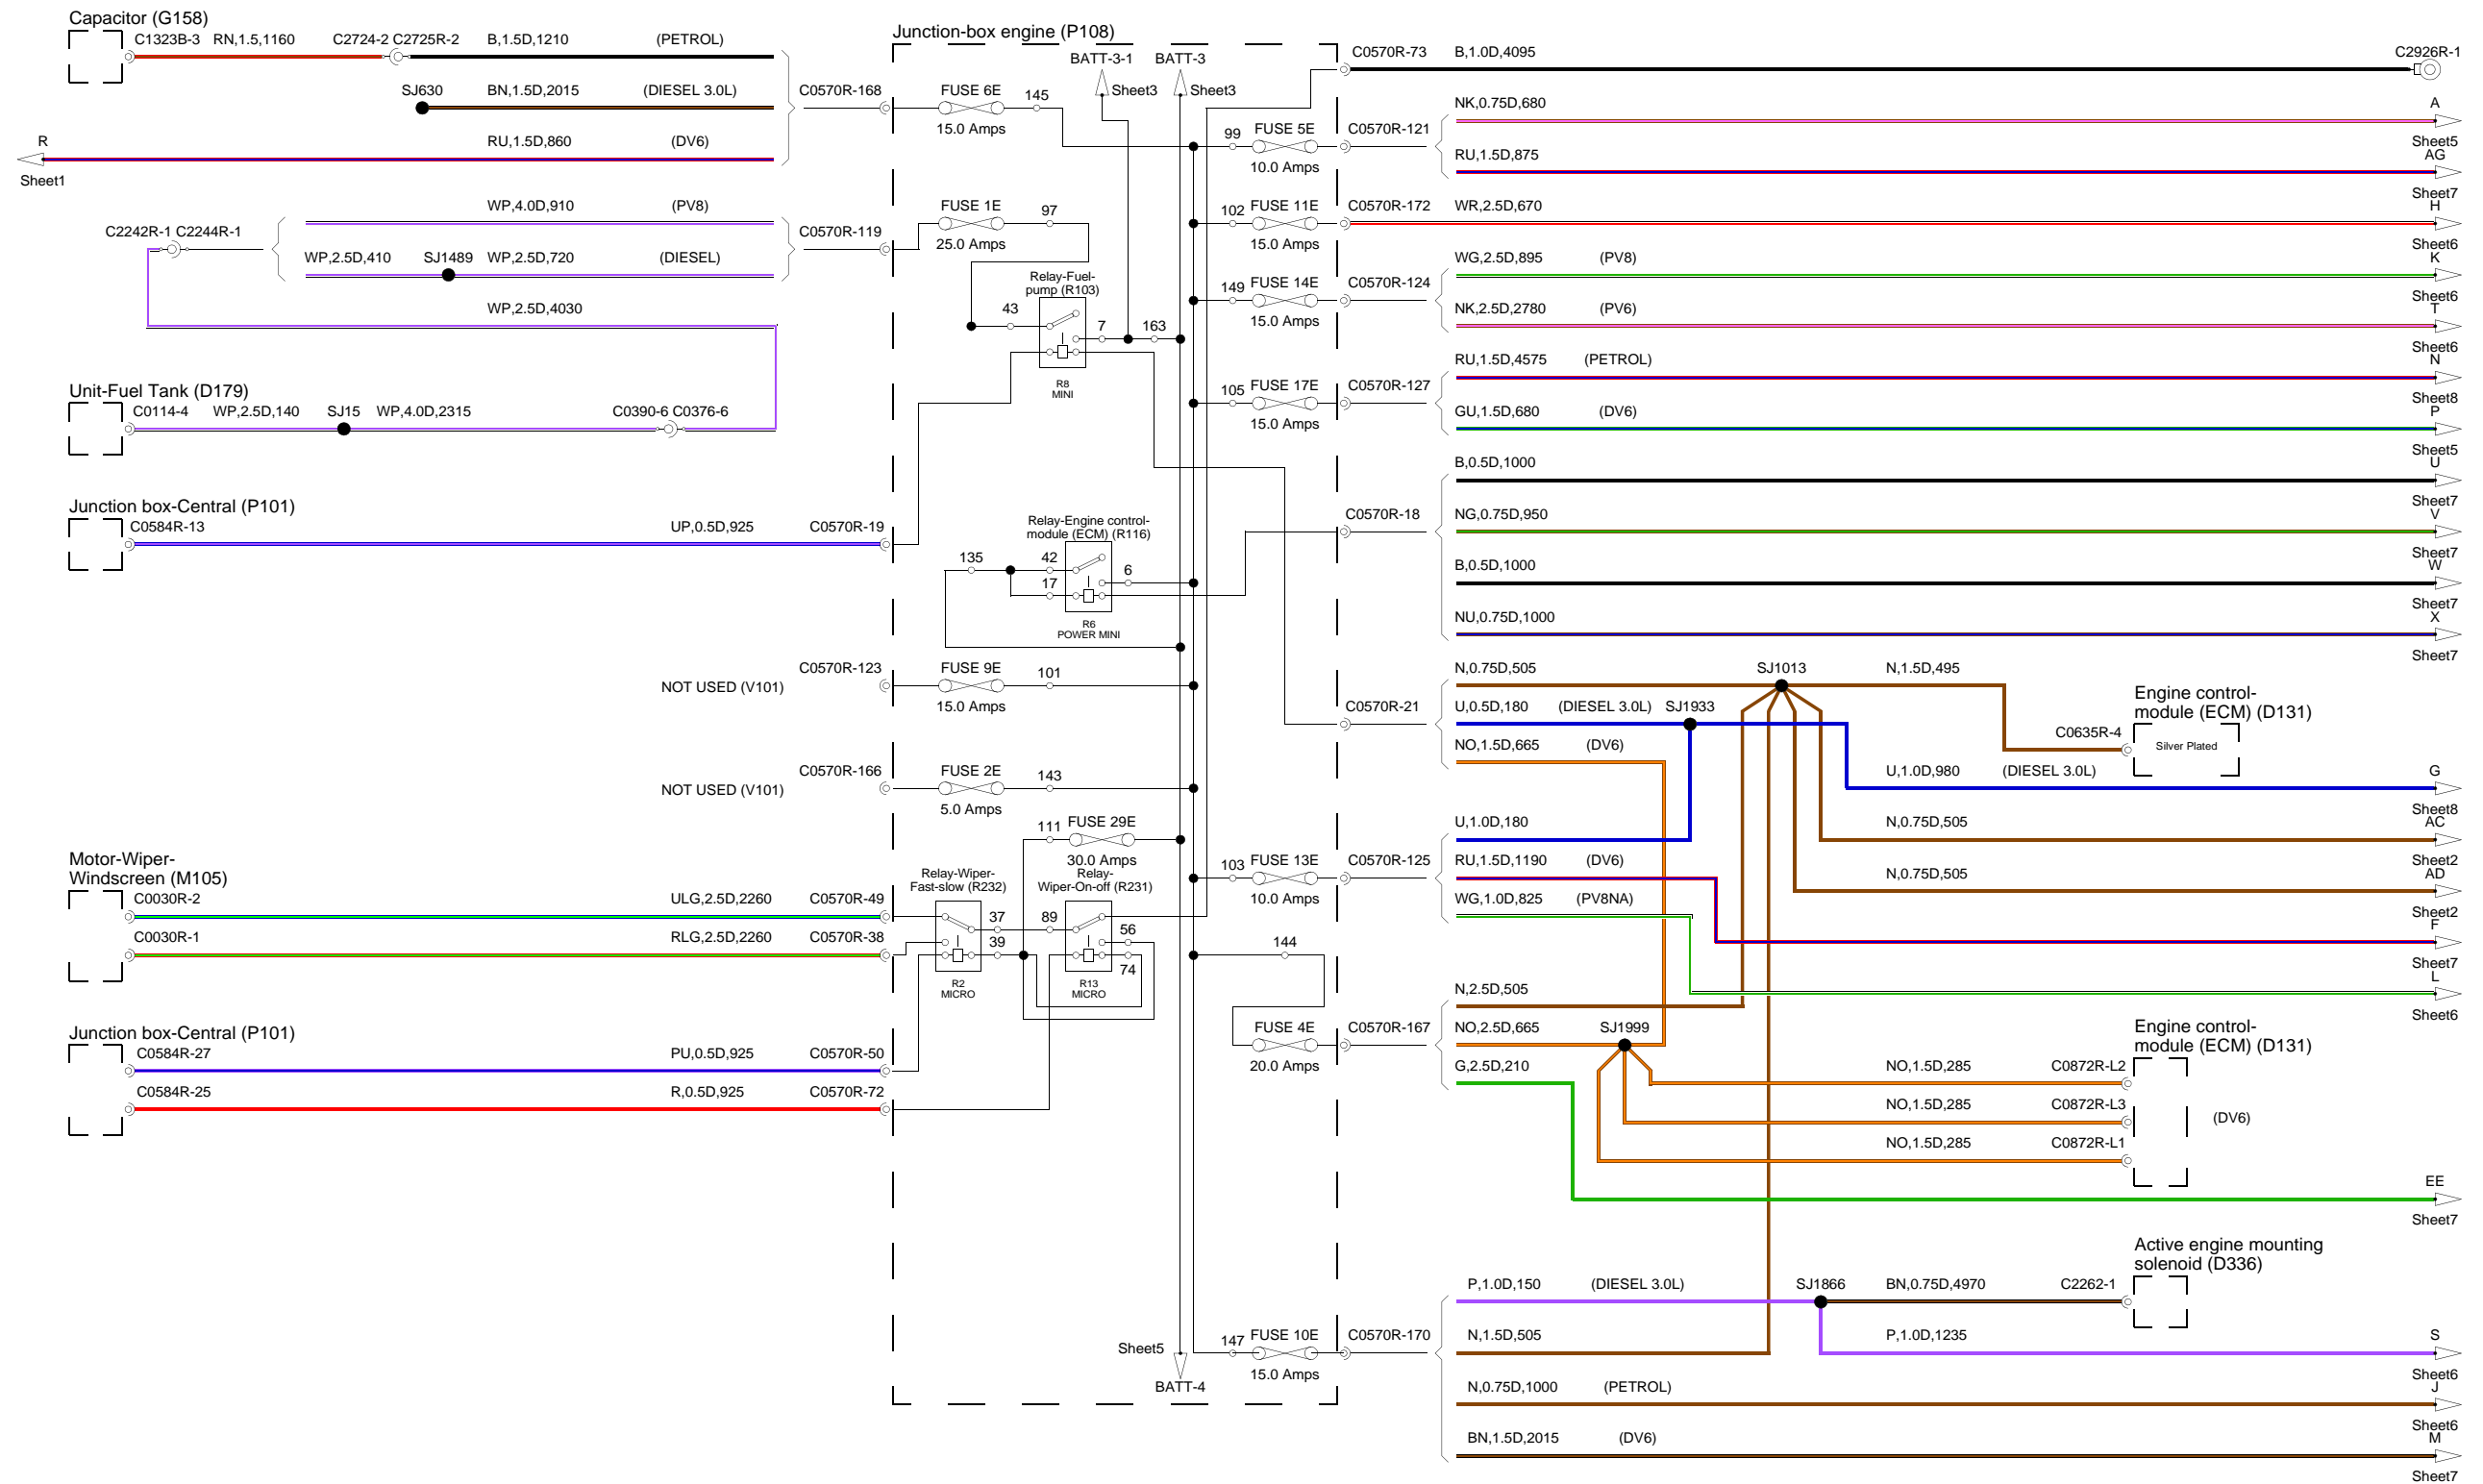 Capacitor (G158)
C1323B-3 RN,1.5,1160 C2724-2 C2725R-2 B,1.5D,1210 (PETROL)
SJ630 BN,1.5D,2015 (DIESEL 3.0L)
C0570R-168
R RU,1.5D,860 (DV6)
Sheet1
WP,4.0D,910 (PV8)
C2242R-1 C2244R-1
C0570R-119
WP,2.5D,410 SJ1489 WP,2.5D,720 (DIESEL)
WP,2.5D,4030
Unit-Fuel Tank (D179)
C0114-4 WP,2.5D,140 SJ15 WP,4.0D,2315 C0390-6 C0376-6
Junction box-Central (P101)
C0584R-13 UP,0.5D,925 C0570R-19
C0570R-123
NOT USED (V101)
C0570R-166
NOT USED (V101)
Motor-Wiper-
Windscreen (M105)
C0030R-2 ULG,2.5D,2260 C0570R-49
C0030R-1 RLG,2.5D,2260 C0570R-38
Junction box-Central (P101)
C0584R-27 PU,0.5D,925 C0570R-50
C0584R-25 R,0.5D,925 C0570R-72
Junction-box engine (P108)
BATT-3-1 BATT-3
Sheet3 Sheet3
FUSE 6E 145
15.0 Amps
99 FUSE 5E
10.0 Amps
FUSE 1E 97
25.0 Amps
102 FUSE 11E
15.0 Amps
Relay-Fuel-
pump (R103)
43 7 163
R8
MINI
149 FUSE 14E
15.0 Amps
105 FUSE 17E
15.0 Amps
Relay-Engine control-
module (ECM) (R116)
135 42 6
17
R6
POWER MINI
FUSE 9E 101
15.0 Amps
FUSE 2E 143
5.0 Amps
111 FUSE 29E
30.0 Amps
Relay-Wiper-
Fast-slow (R232)
Relay-
Wiper-On-off (R231)
37 89 56
39 74
R2
MICRO
R13
MICRO
103 FUSE 13E
10.0 Amps
144
FUSE 4E
20.0 Amps
Sheet5
BATT-4
147 FUSE 10E
15.0 Amps
C0570R-73 B,1.0D,4095 C2926R-1
C0570R-121
NK,0.75D,680 A
Sheet5
RU,1.5D,875 AG
Sheet7
C0570R-172 WR,2.5D,670 H
Sheet6
C0570R-124
WG,2.5D,895 (PV8) K
Sheet6
NK,2.5D,2780 (PV6) T
Sheet6
C0570R-127
RU,1.5D,4575 (PETROL) N
Sheet8
GU,1.5D,680 (DV6) P
Sheet5
C0570R-18
B,0.5D,1000 U
Sheet7
NG,0.75D,950 V
Sheet7
B,0.5D,1000 W
Sheet7
NU,0.75D,1000 X
Sheet7
C0570R-21
N,0.75D,505 SJ1013 N,1.5D,495
U,0.5D,180 (DIESEL 3.0L) SJ1933
NO,1.5D,665 (DV6)
Engine control-
module (ECM) (D131)
C0635R-4
Silver Plated
U,1.0D,980 (DIESEL 3.0L) G
Sheet8
C0570R-125
U,1.0D,180 N,0.75D,505 AC
Sheet2
RU,1.5D,1190 (DV6) N,0.75D,505 AD
Sheet2
WG,1.0D,825 (PV8NA) F
Sheet7
L
Sheet6
C0570R-167
N,2.5D,505
NO,2.5D,665 SJ1999
G,2.5D,210
Engine control-
module (ECM) (D131)
NO,1.5D,285 C0872R-L2
NO,1.5D,285 C0872R-L3
(DV6)
NO,1.5D,285 C0872R-L1
EE
Sheet7
Active engine mounting
solenoid (D336)
C0570R-170
P,1.0D,150 (DIESEL 3.0L) SJ1866 BN,0.75D,4970 C2262-1
N,1.5D,505 P,1.0D,1235 S
Sheet6
N,0.75D,1000 (PETROL) J
Sheet6
BN,1.5D,2015 (DV6) M
Sheet7